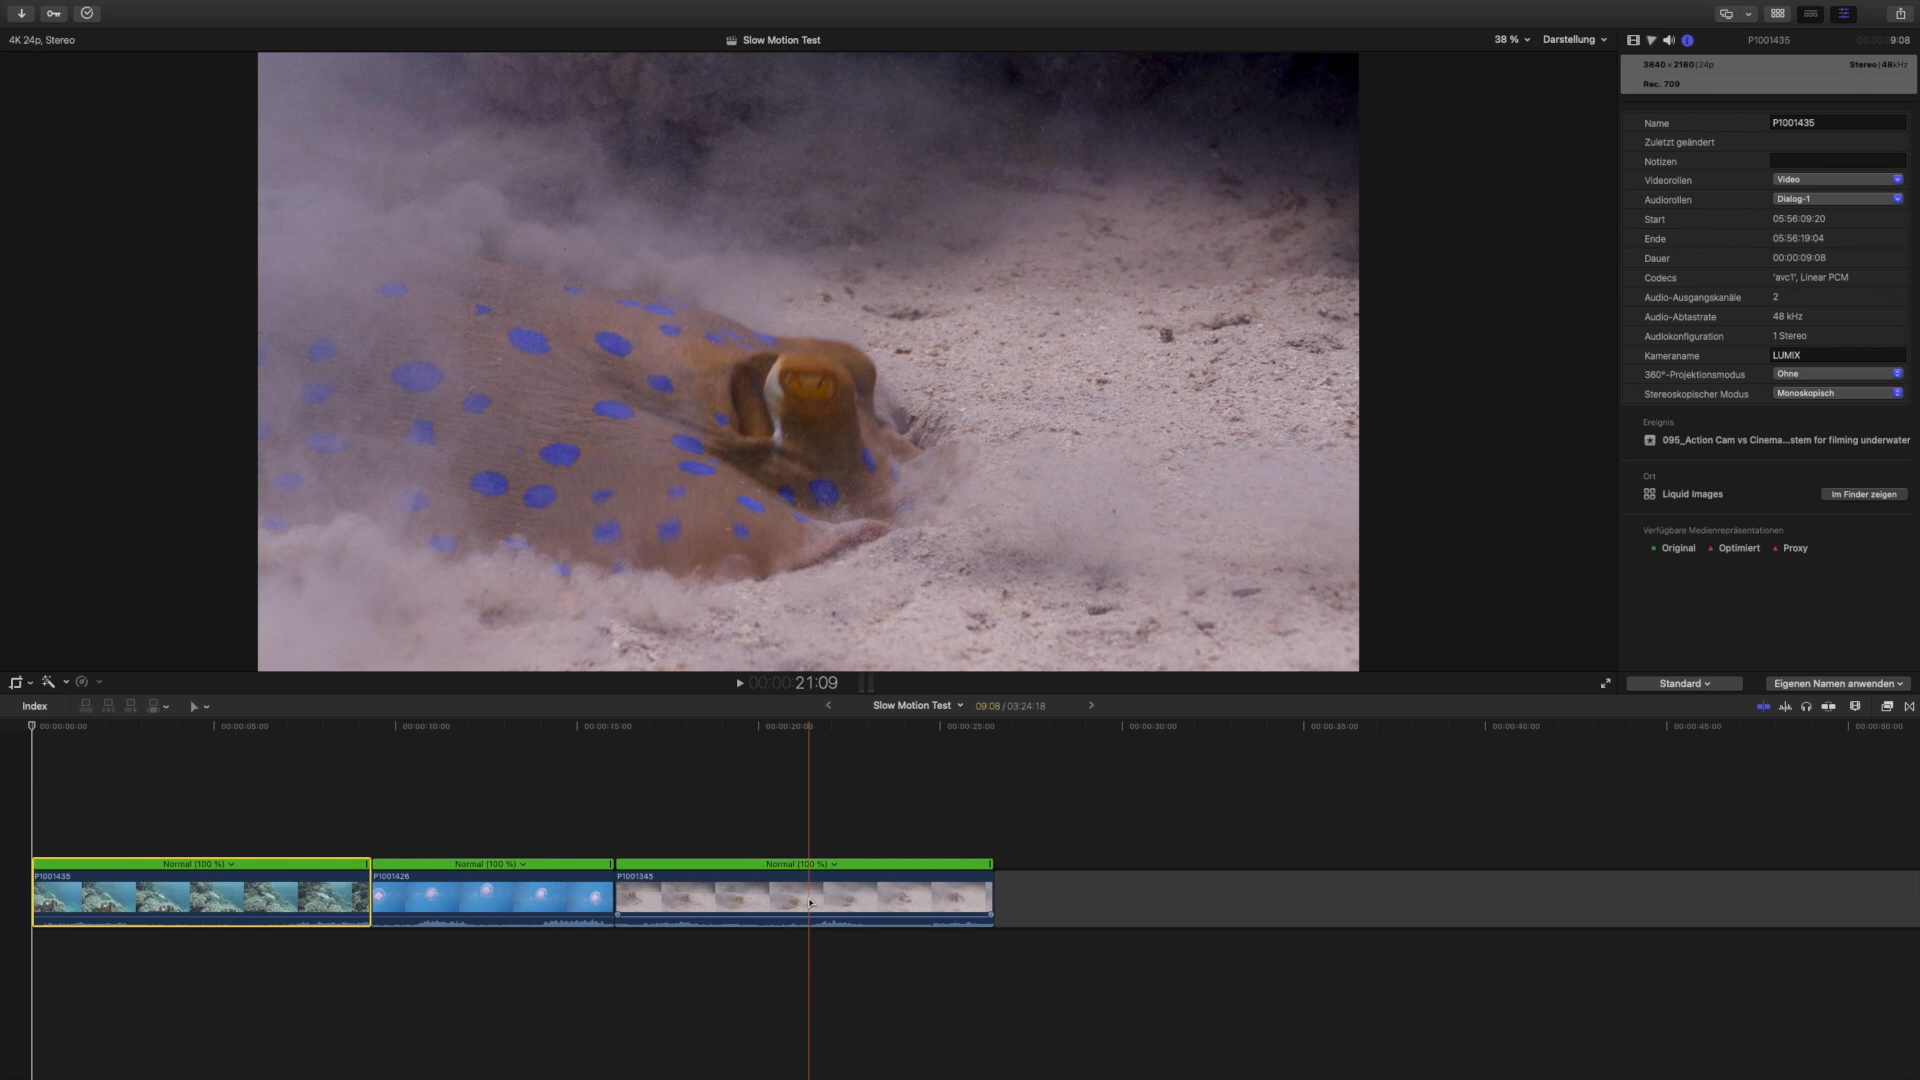 4K 24p, Stereo
Slow Motion Test
38 %
Darstellung
P1001435
00:00:09:08
3840 × 2160 | 24p
Stereo | 48kHz
Rec. 709
Name
P1001435
Zuletzt geändert
Notizen
Videorollen
Video
Audiorollen
Dialog-1
Start
05:56:09:20
Ende
05:56:19:04
Dauer
00:00:09:08
Codecs
'avc1', Linear PCM
Audio-Ausgangskanäle
2
Audio-Abtastrate
48 kHz
Audiokonfiguration
1 Stereo
Kameraname
LUMIX
360°-Projektionsmodus
Ohne
Stereoskopischer Modus
Monoskopisch
Ereignis
095_Action Cam vs Cinema...stem for filming underwater
Ort
Liquid Images
Im Finder zeigen
Verfügbare Medienrepräsentationen
Original
Optimiert
Proxy
00:00:21:09
Standard
Eigenen Namen anwenden
Index
Slow Motion Test
09:08 / 03:24:18
00:00:00:00
00:00:05:00
00:00:10:00
00:00:15:00
00:00:20:00
00:00:25:00
00:00:30:00
00:00:35:00
00:00:40:00
00:00:45:00
00:00:50:00
Normal (100 %)
Normal (100 %)
Normal (100 %)
P1001435
P1001426
P1001345